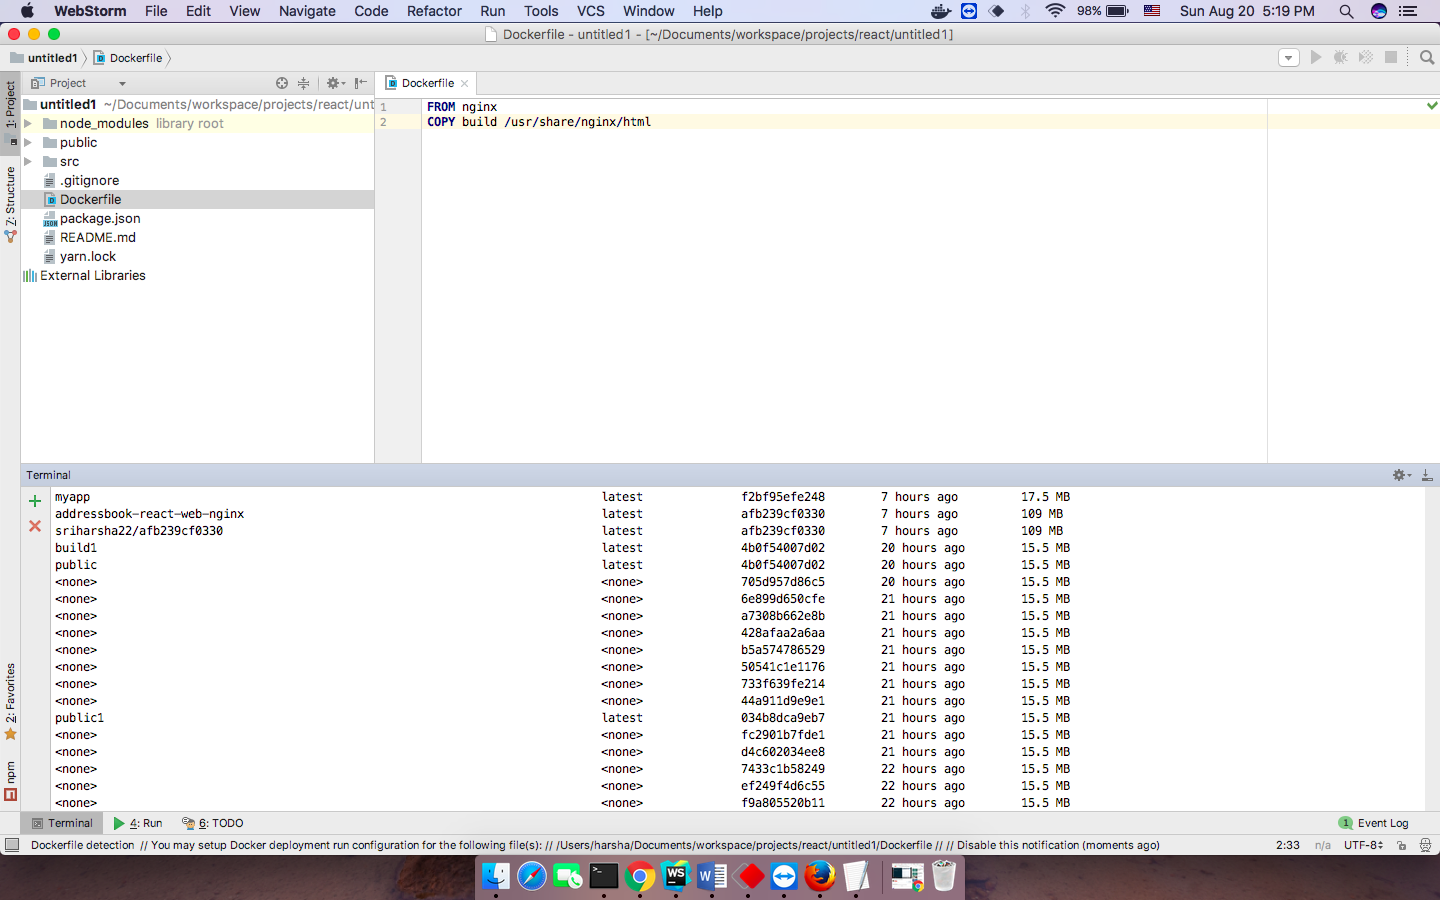 WebStorm File Edit View Navigate Code Refactor Run Tools VCS Window Help 98% Sun Aug 20 5:19 PM
Dockerfile - untitled1 - [~/Documents/workspace/projects/react/untitled1]
untitled1 Dockerfile
Project Dockerfile
1: Project
untitled1 ~/Documents/workspace/projects/react/unt
node_modules library root
public
src
.gitignore
Dockerfile
package.json
README.md
yarn.lock
External Libraries
7: Structure
1 FROM nginx
2 COPY build /usr/share/nginx/html
Terminal
myapp latest f2bf95efe248 7 hours ago 17.5 MB
addressbook-react-web-nginx latest afb239cf0330 7 hours ago 109 MB
sriharsha22/afb239cf0330 latest afb239cf0330 7 hours ago 109 MB
build1 latest 4b0f54007d02 20 hours ago 15.5 MB
public latest 4b0f54007d02 20 hours ago 15.5 MB
<none> <none> 705d957d86c5 20 hours ago 15.5 MB
<none> <none> 6e899d650cfe 21 hours ago 15.5 MB
<none> <none> a7308b662e8b 21 hours ago 15.5 MB
<none> <none> 428afaa2a6aa 21 hours ago 15.5 MB
<none> <none> b5a574786529 21 hours ago 15.5 MB
<none> <none> 50541c1e1176 21 hours ago 15.5 MB
<none> <none> 733f639fe214 21 hours ago 15.5 MB
<none> <none> 44a911d9e9e1 21 hours ago 15.5 MB
public1 latest 034b8dca9eb7 21 hours ago 15.5 MB
<none> <none> fc2901b7fde1 21 hours ago 15.5 MB
<none> <none> d4c602034ee8 21 hours ago 15.5 MB
<none> <none> 7433c1b58249 22 hours ago 15.5 MB
<none> <none> ef249f4d6c55 22 hours ago 15.5 MB
<none> <none> f9a805520b11 22 hours ago 15.5 MB
2: Favorites
npm
Terminal 4: Run 6: TODO 1 Event Log
Dockerfile detection // You may setup Docker deployment run configuration for the following file(s): // /Users/harsha/Documents/workspace/projects/react/untitled1/Dockerfile // // Disable this notification (moments ago) 2:33 n/a UTF-8
WS
W